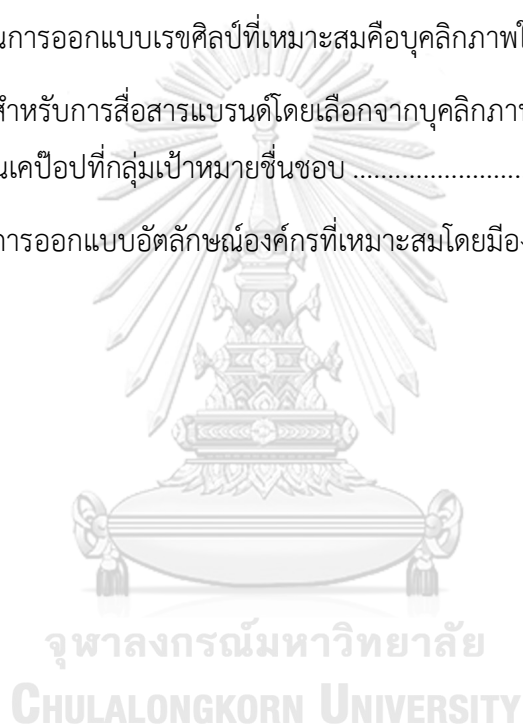 นการออกแบบเรขศิลป์ที่เหมาะสมคือบุคลิกภาพใ
สำหรับการสื่อสารแบรนด์โดยเลือกจากบุคลิกภา
นเคป๊อปที่กลุ่มเป้าหมายชื่นชอบ ........................
การออกแบบอัตลักษณ์องค์กรที่เหมาะสมโดยมีอง
จุฬาลงกรณ์มหาวิทยาลัย
CHULALONGKORN UNIVERSITY